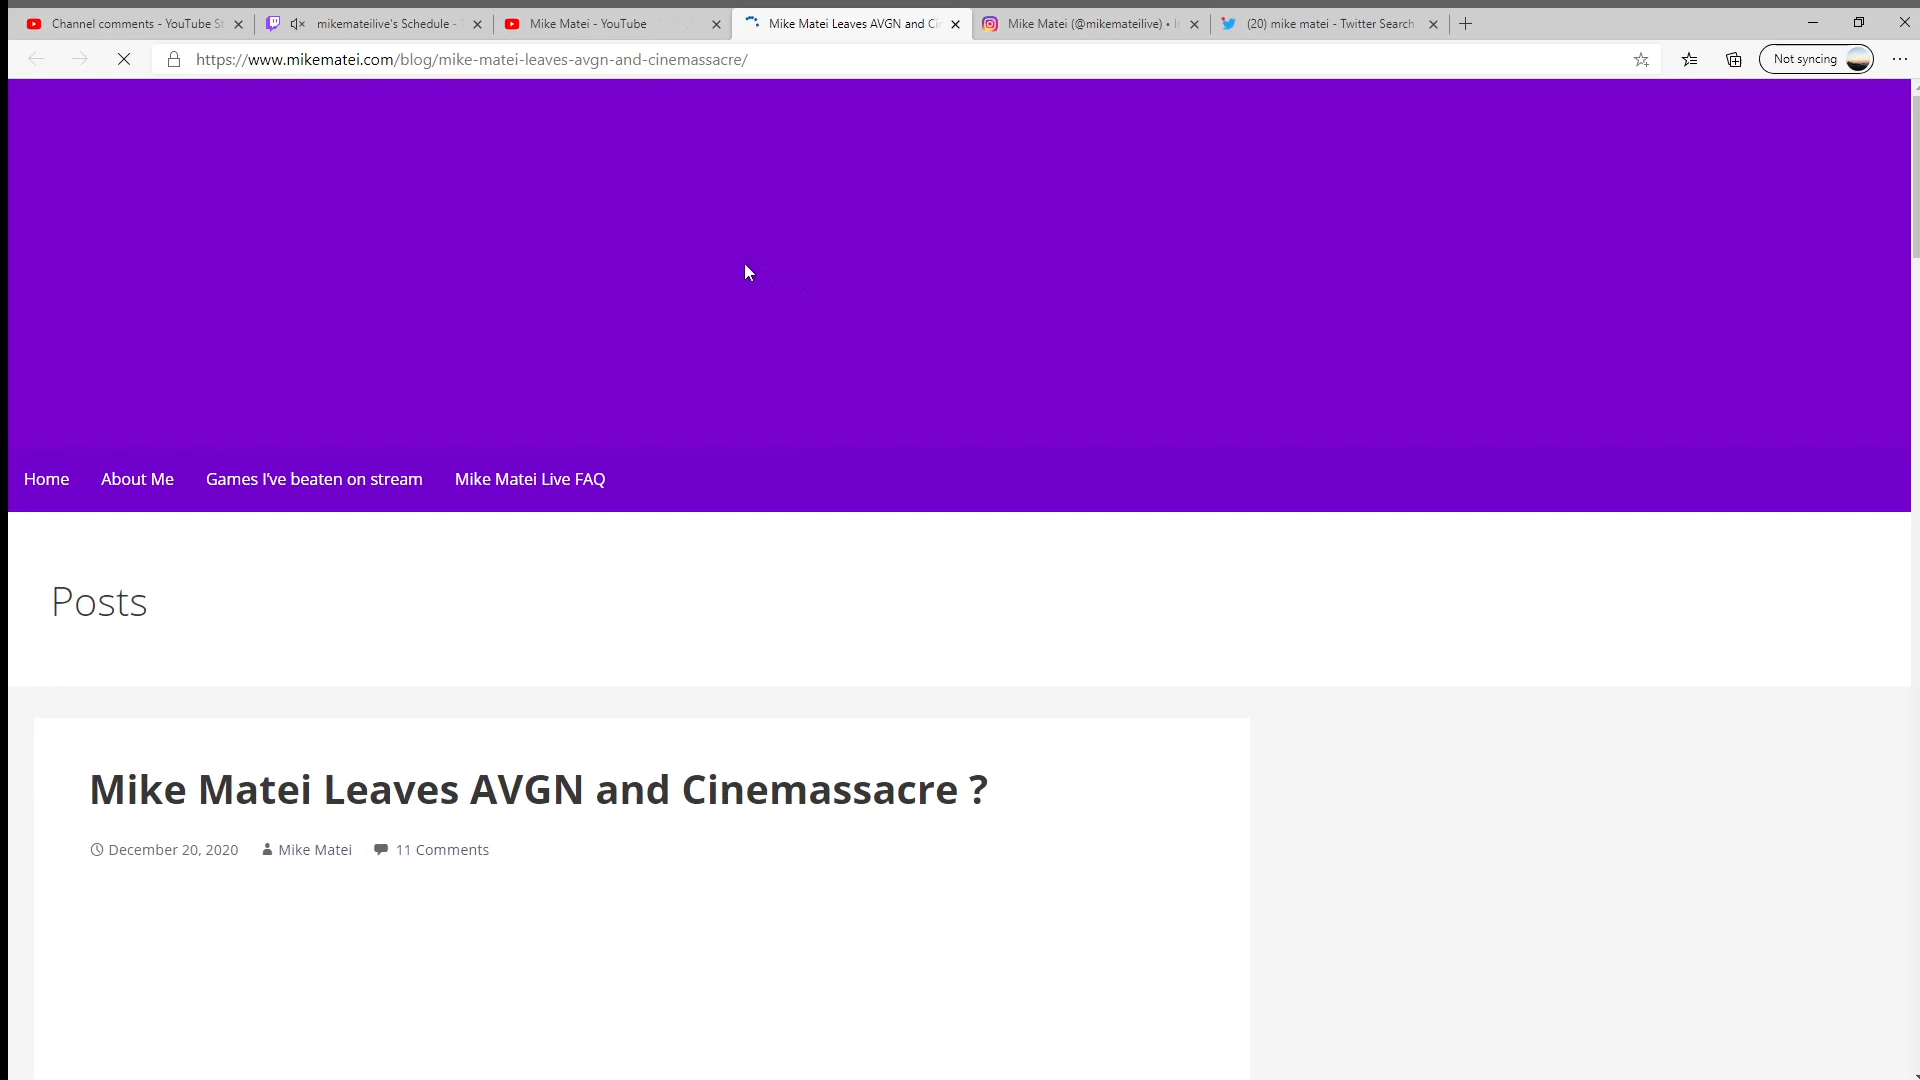 Channel comments - YouTube St
mikemateilive's Schedule - T
Mike Matei - YouTube
Mike Matei Leaves AVGN and Ci
Mike Matei (@mikemateilive) • I
(20) mike matei - Twitter Search
https://www.mikematei.com/blog/mike-matei-leaves-avgn-and-cinemassacre/
Not syncing
Home
About Me
Games I've beaten on stream
Mike Matei Live FAQ
Posts
Mike Matei Leaves AVGN and Cinemassacre ?
December 20, 2020 Mike Matei 11 Comments